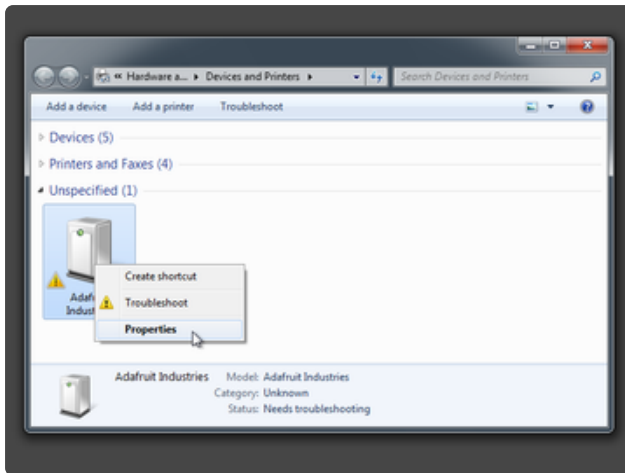 « Hardware a... ▸ Devices and Printers ▸
Search Devices and Printers
Add a device Add a printer Troubleshoot
Devices (5)
Printers and Faxes (4)
Unspecified (1)
Create shortcut
Troubleshoot
Properties
Adafruit Industries Model: Adafruit Industries
Category: Unknown
Status: Needs troubleshooting